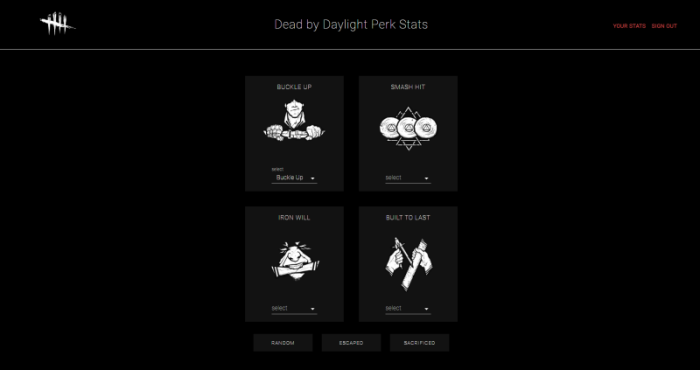 Dead by Daylight Perk Stats
YOUR STATS SIGN OUT
BUCKLE UP
SMASH HIT
select
Buckle Up
select
IRON WILL
BUILT TO LAST
select
select
RANDOM
ESCAPED
SACRIFICED